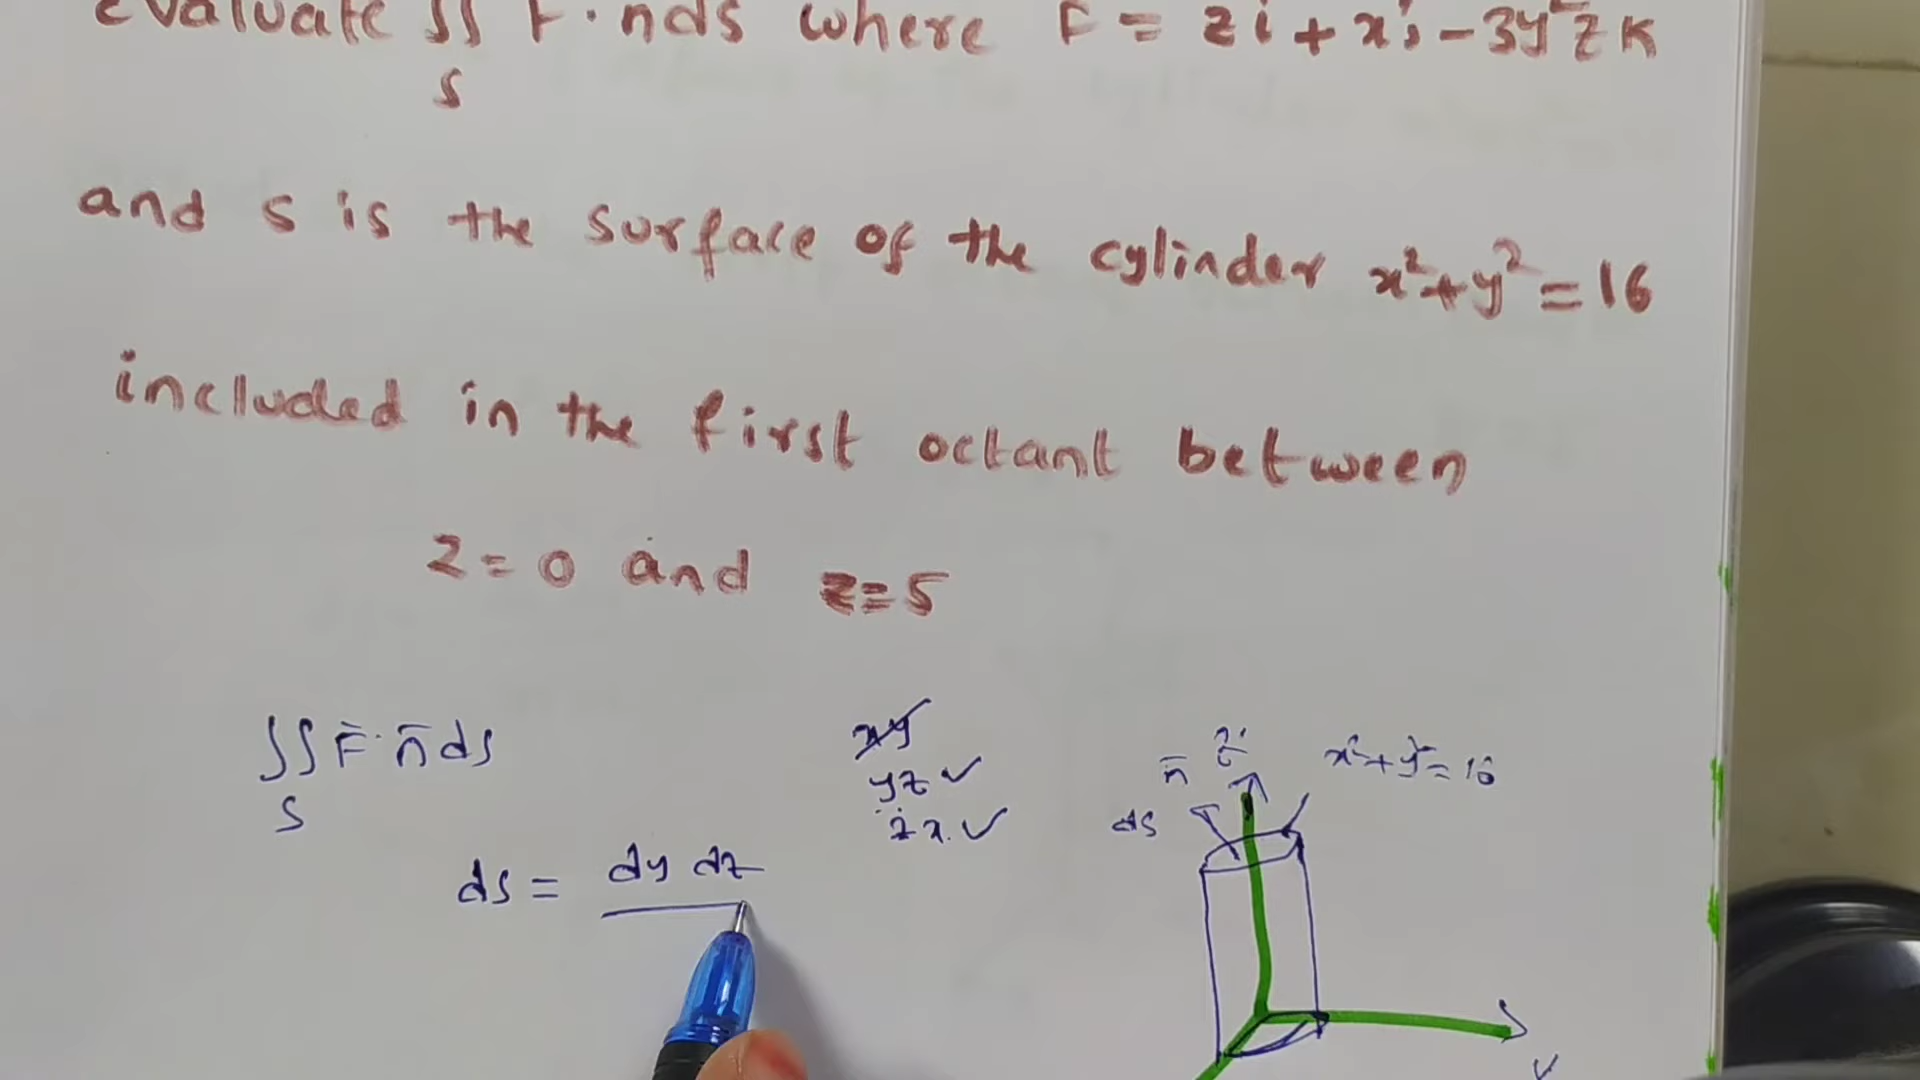 evaluate ∫∫ F·nds where F = zi + xj - 3y²zk
S
and s is the surface of the cylinder x²+y² = 16
included in the first octant between
z=0 and z=5
∫∫ F̄·n̄ ds
S
xy
yz ✓
zx. ✓
ds = dy dz
n̄
z
x²+y²=16
ds
y